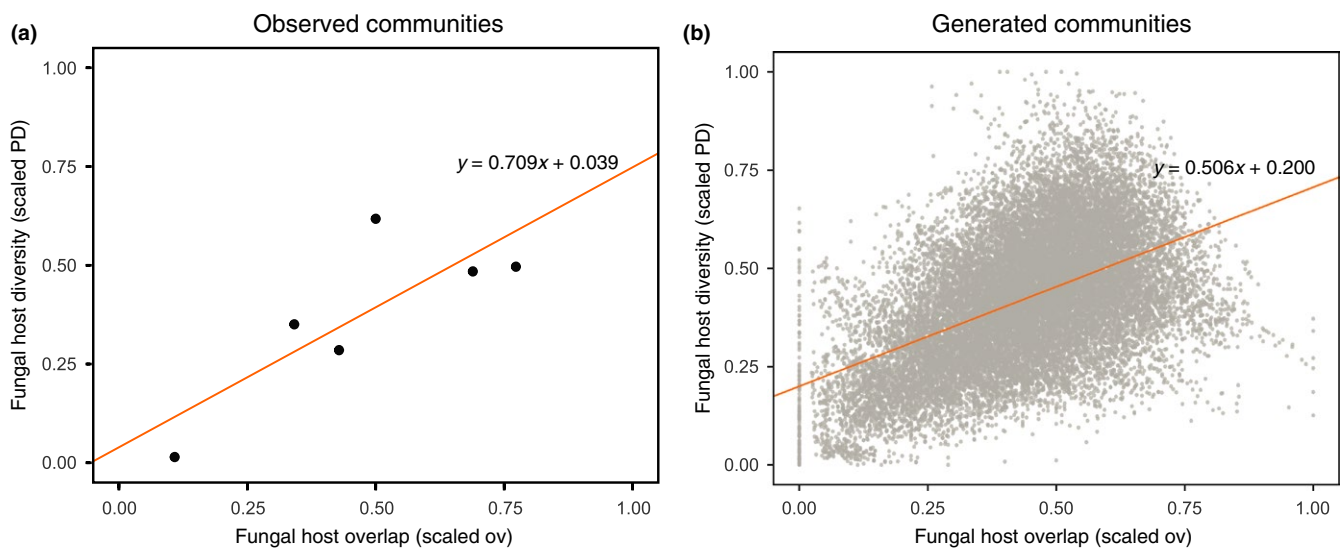 (a)
Observed communities
Fungal host diversity (scaled PD)
1.00
0.75
0.50
0.25
0.00
y = 0.709x + 0.039
0.00 0.25 0.50 0.75 1.00
Fungal host overlap (scaled ov)
(b)
Generated communities
Fungal host diversity (scaled PD)
1.00
0.75
0.50
0.25
0.00
y = 0.506x + 0.200
0.00 0.25 0.50 0.75 1.00
Fungal host overlap (scaled ov)